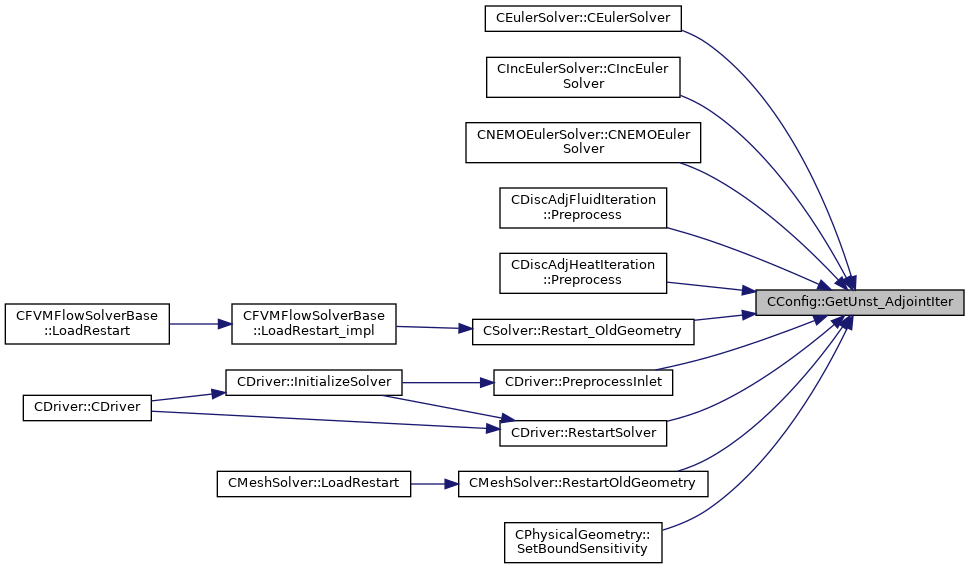 CEulerSolver::CEulerSolver
CIncEulerSolver::CIncEuler
Solver
CNEMOEulerSolver::CNEMOEuler
Solver
CDiscAdjFluidIteration
::Preprocess
CDiscAdjHeatIteration
::Preprocess
CConfig::GetUnst_AdjointIter
CFVMFlowSolverBase
::LoadRestart
CFVMFlowSolverBase
::LoadRestart_impl
CSolver::Restart_OldGeometry
CDriver::InitializeSolver
CDriver::PreprocessInlet
CDriver::CDriver
CDriver::RestartSolver
CMeshSolver::LoadRestart
CMeshSolver::RestartOldGeometry
CPhysicalGeometry::
SetBoundSensitivity